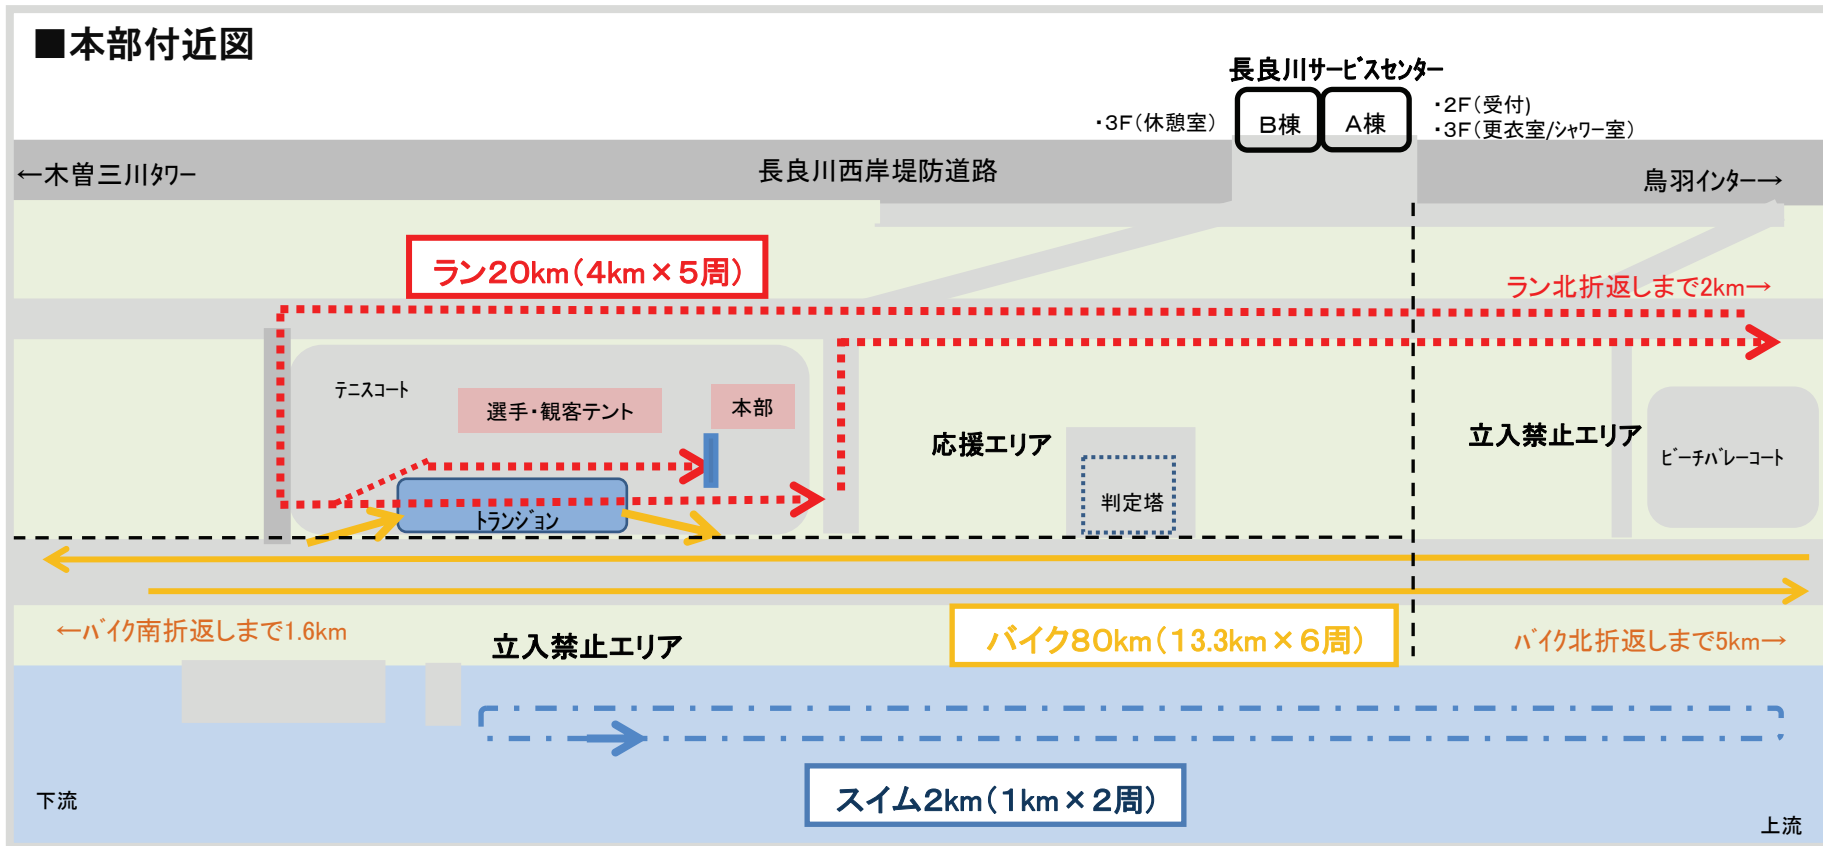 ■本部付近図
長良川サービスセンター
・3F(休憩室)
B棟
A棟
・2F(受付)
・3F(更衣室/シャワー室)
←木曽三川タワー
長良川西岸堤防道路
鳥羽インター→
ラン20km(4km×5周)
ラン北折返しまで2km→
テニスコート
選手・観客テント
本部
応援エリア
立入禁止エリア
ビーチバレーコート
判定塔
トランジョン
←バイク南折返しまで1.6km
立入禁止エリア
バイク80km(13.3km×6周)
バイク北折返しまで5km→
スイム2km(1km×2周)
下流
上流